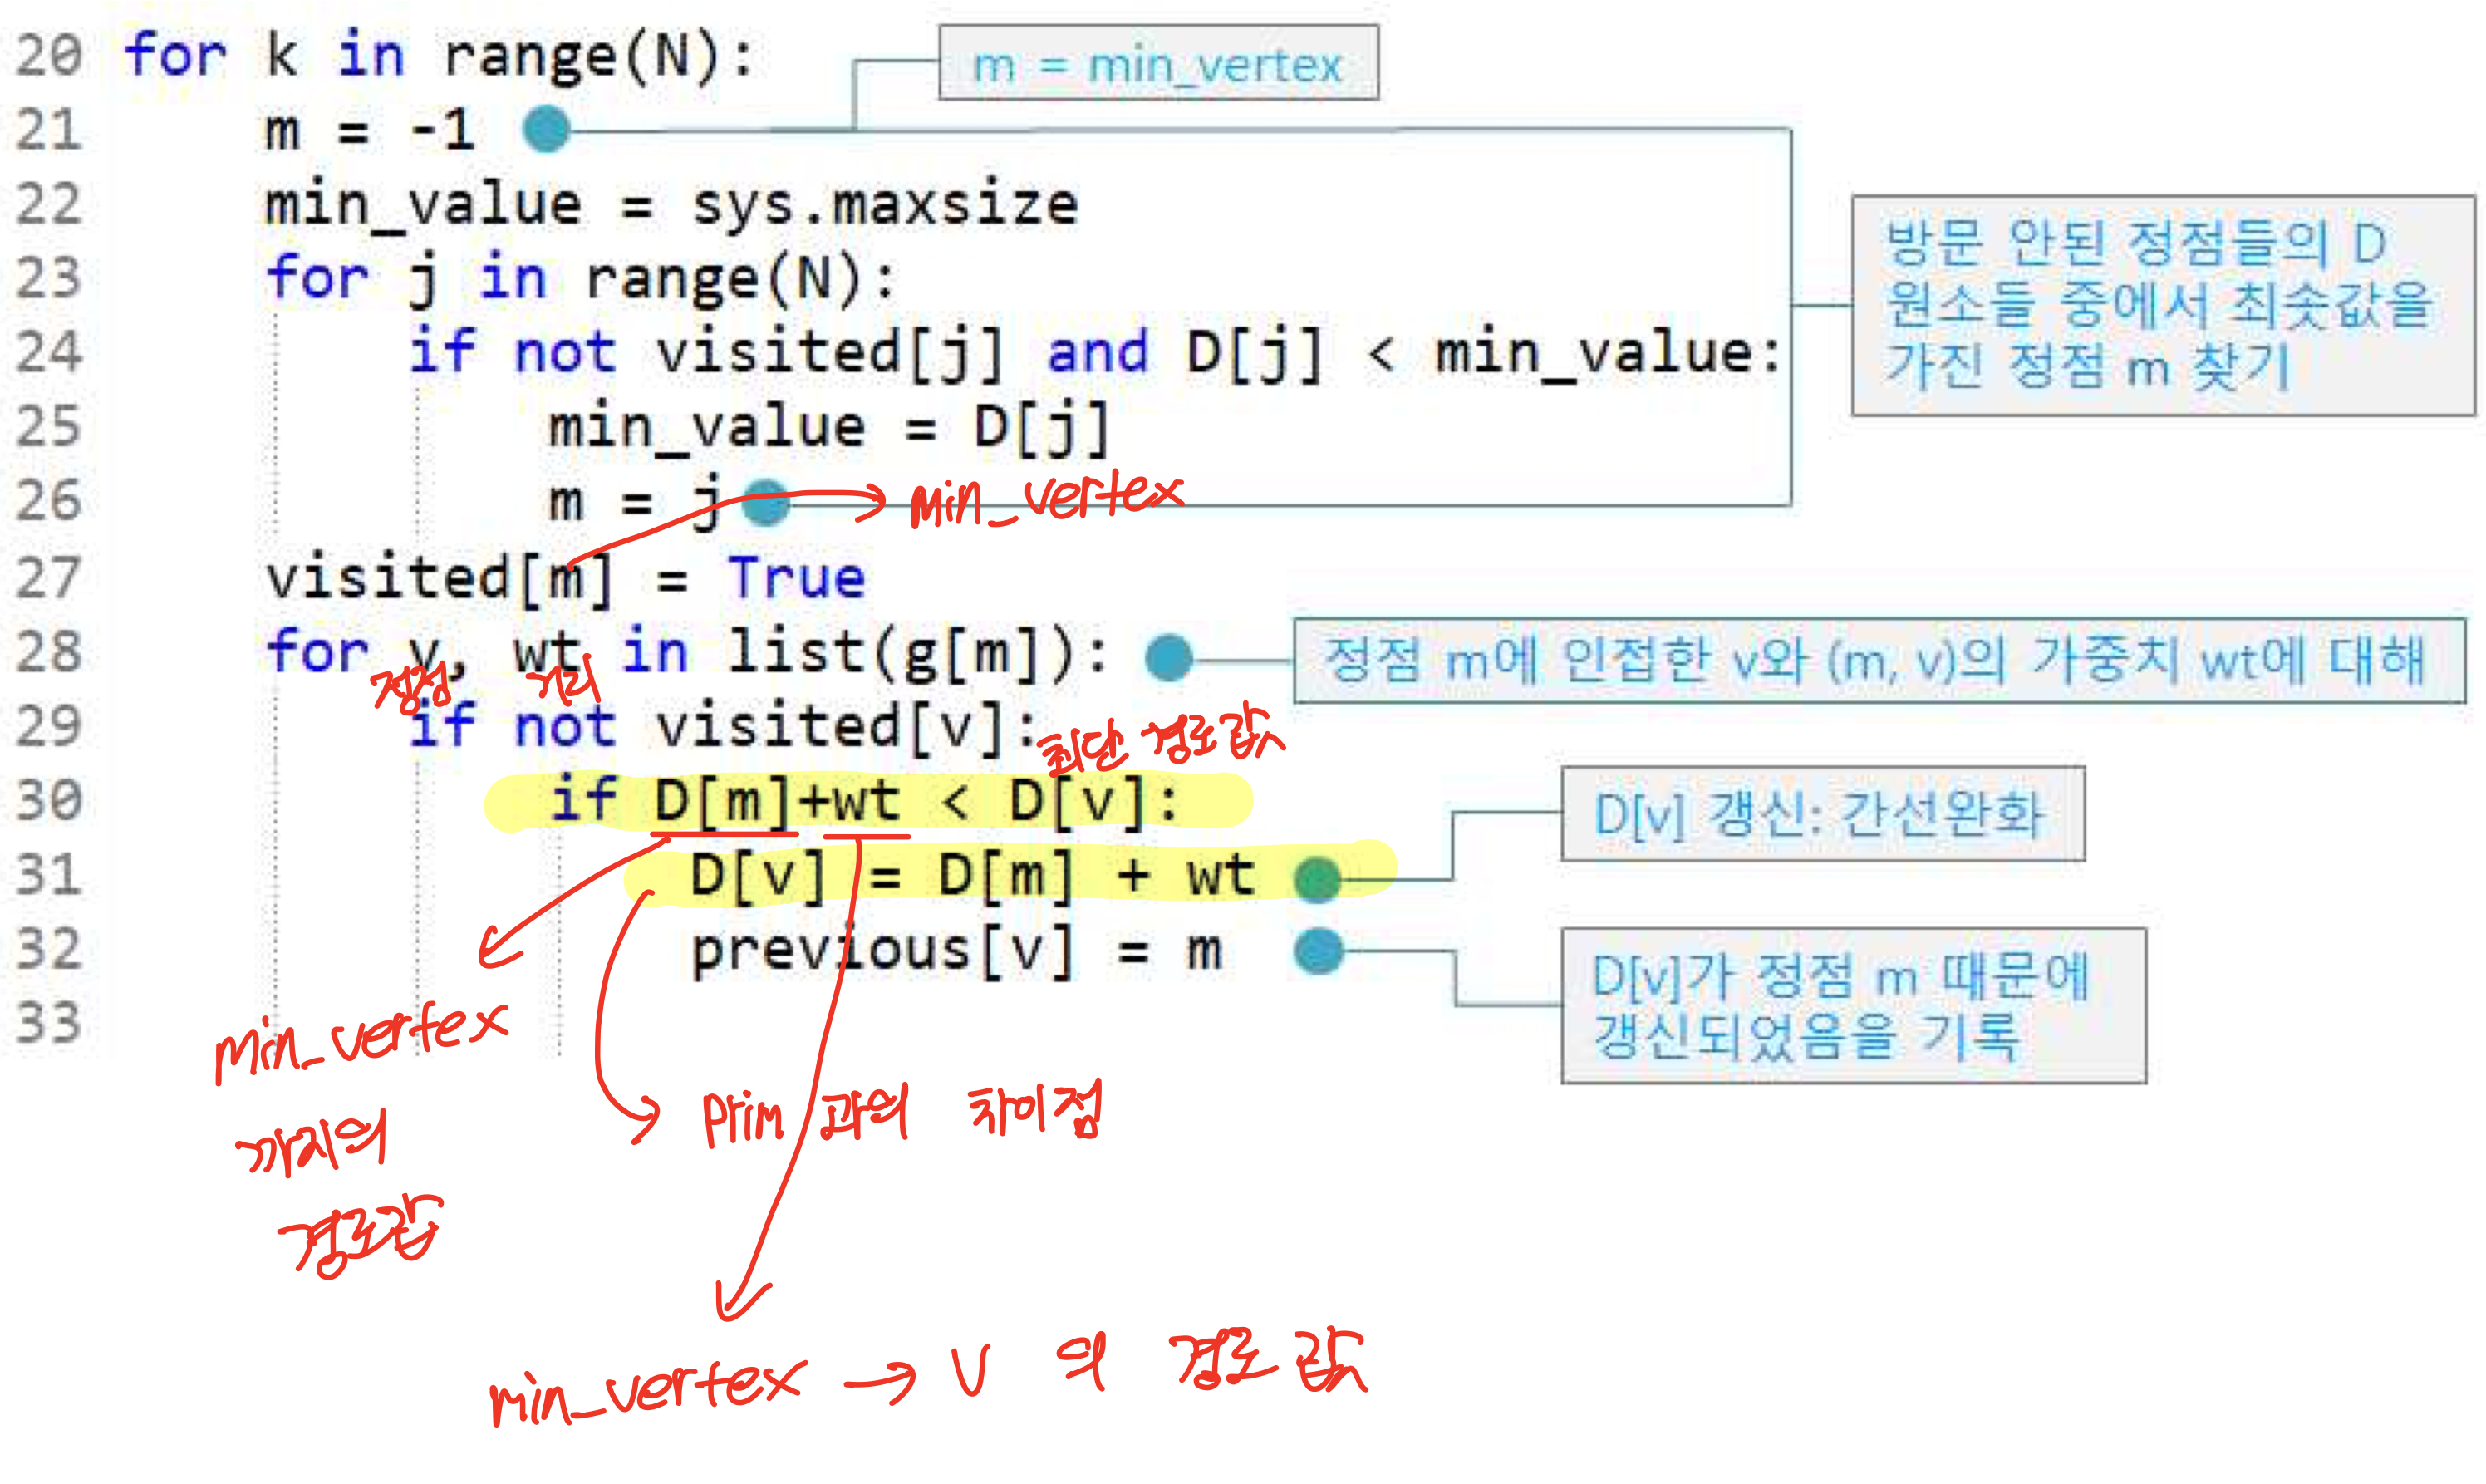 20 for k in range(N):
m = min_vertex
21 m = -1
22 min_value = sys.maxsize
방문 안된 정점들의 D
원소들 중에서 최솟값을
가진 정점 m 찾기
23 for j in range(N):
24 if not visited[j] and D[j] < min_value:
25 min_value = D[j]
26 m = j
min_vertex
27 visited[m] = True
28 for v, wt in list(g[m]):
정점 m에 인접한 v와 (m, v)의 가중치 wt에 대해
정점 거리
29 if not visited[v]:
최단 경로값
30 if D[m]+wt < D[v]:
D[v] 갱신: 간선완화
31 D[v] = D[m] + wt
32 previous[v] = m
D[v]가 정점 m 때문에
갱신되었음을 기록
33
min_vertex
까지의
경로값
Prim 과의 차이점
min_vertex → v 의 경로값